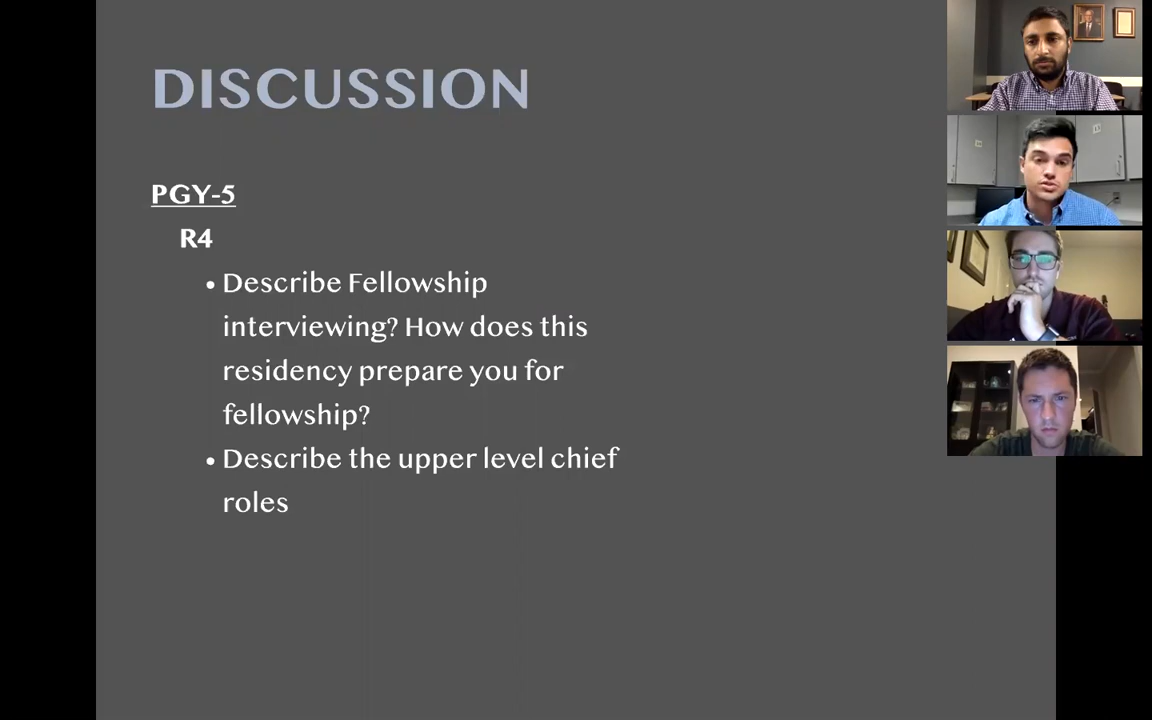 DISCUSSION
PGY-5
R4
• Describe Fellowship
interviewing? How does this
residency prepare you for
fellowship?
• Describe the upper level chief
roles